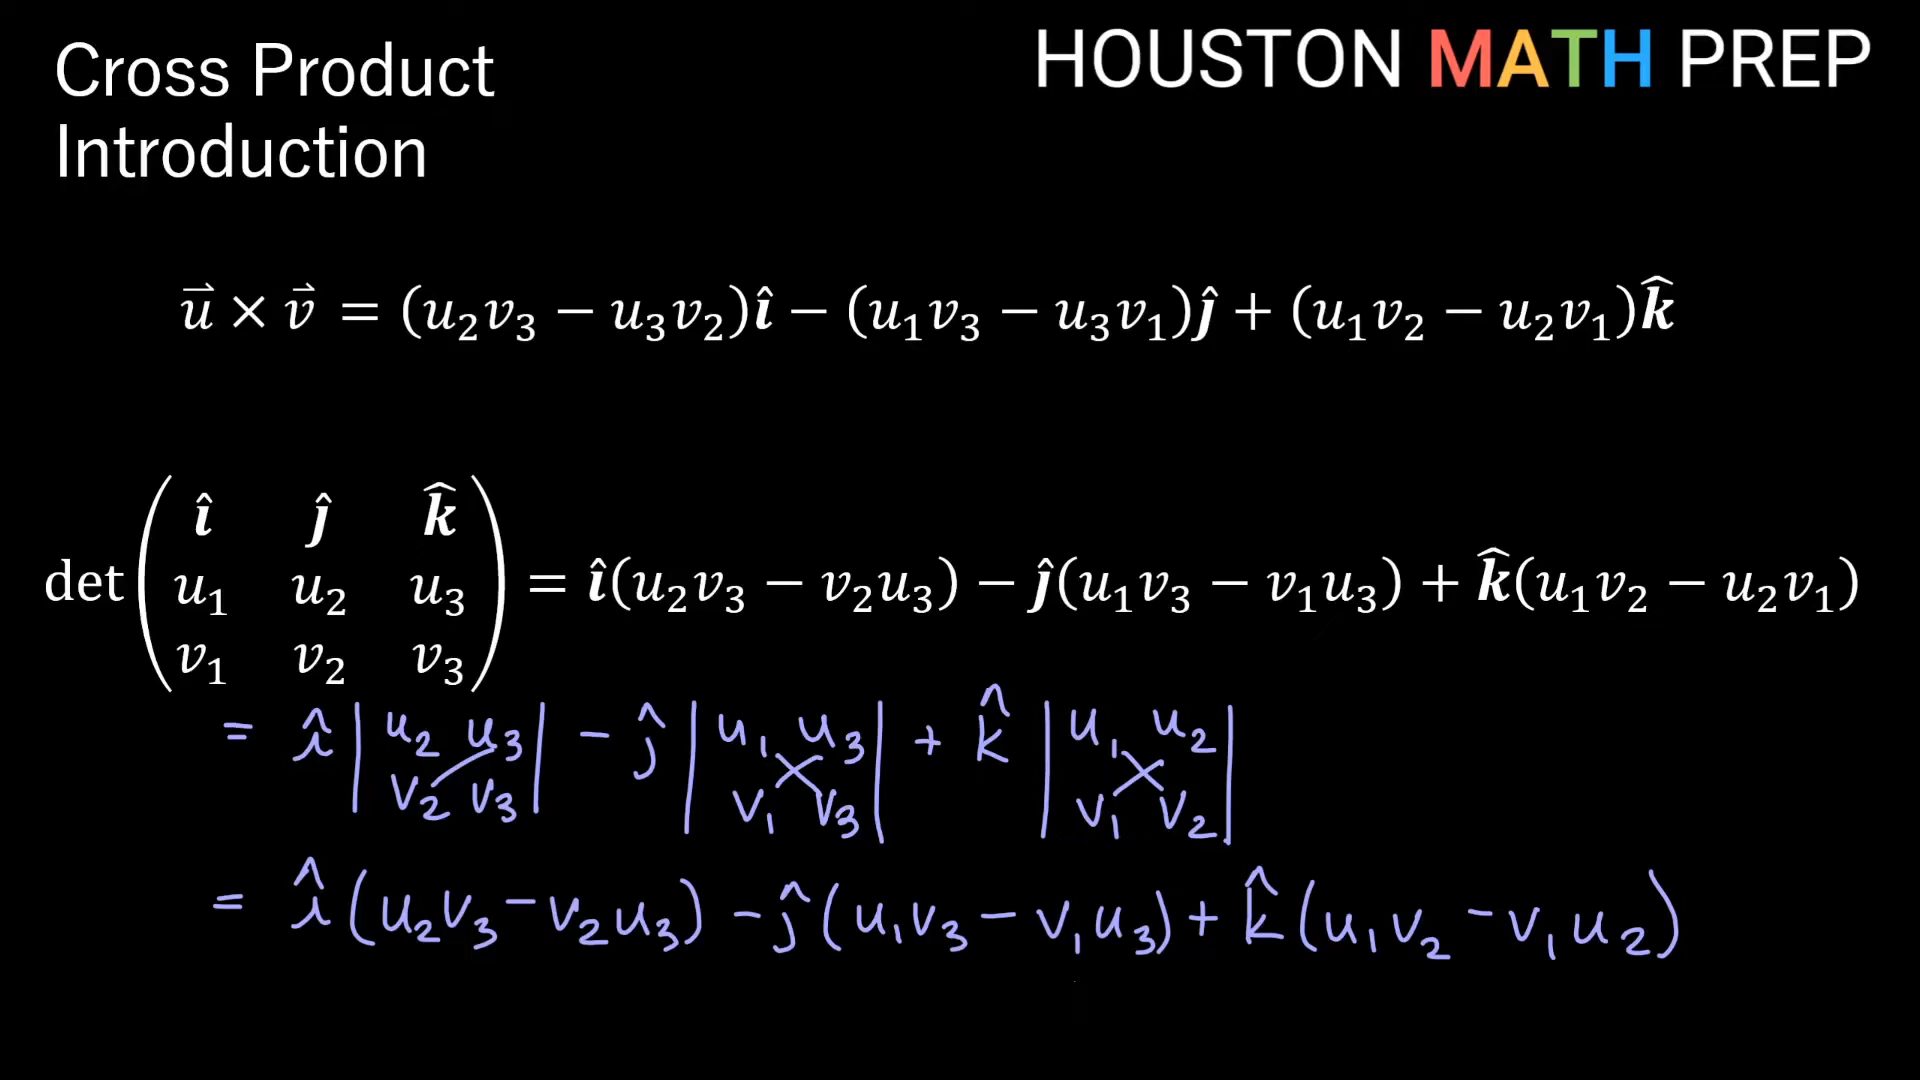 Cross Product
Introduction
HOUSTON MATH PREP
u⃗ × v⃗ = (u₂v₃ − u₃v₂)î − (u₁v₃ − u₃v₁)ĵ + (u₁v₂ − u₂v₁)k̂
î ĵ k̂
det( u₁ u₂ u₃ ) = î(u₂v₃ − v₂u₃) − ĵ(u₁v₃ − v₁u₃) + k̂(u₁v₂ − u₂v₁)
v₁ v₂ v₃
= î | u₂ u₃ | − ĵ | u₁ u₃ | + k̂ | u₁ u₂ |
v₂ v₃ v₁ v₃ v₁ v₂
= î (u₂v₃ − v₂u₃) − ĵ (u₁v₃ − v₁u₃) + k̂ (u₁v₂ − v₁u₂)